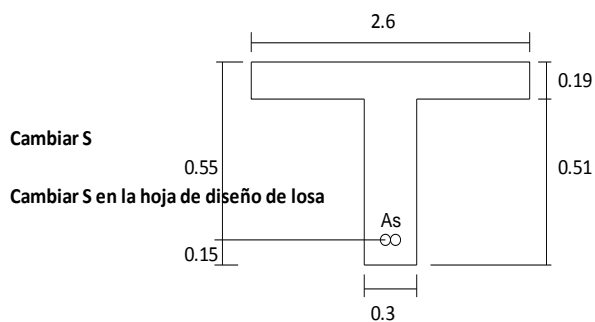 2.6
0.19
Cambiar S
0.55
0.51
Cambiar S en la hoja de diseño de losa
As
0.15
0.3